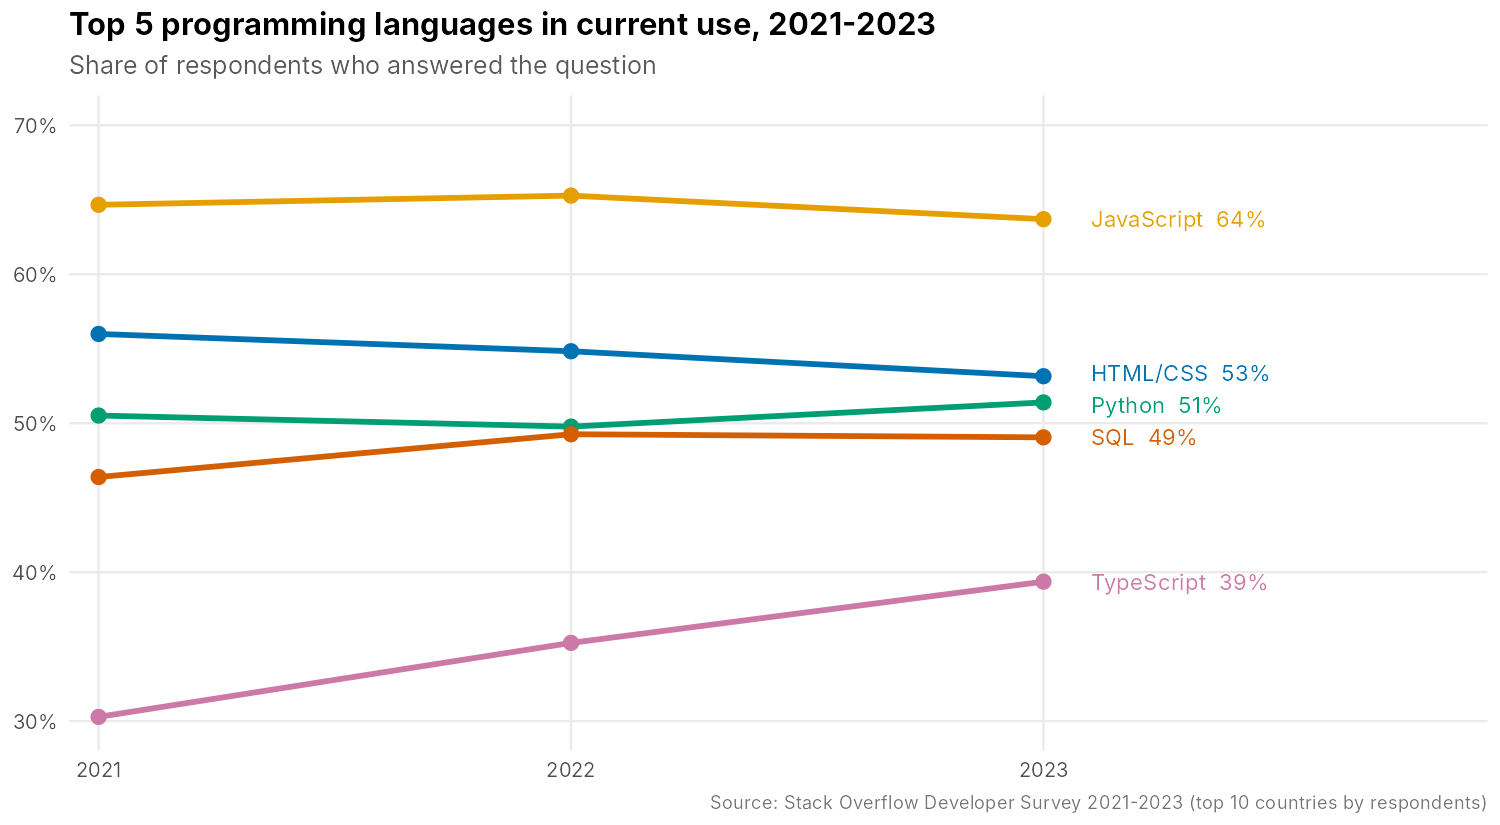 Top 5 programming languages in current use, 2021-2023
Share of respondents who answered the question
70%
60%
50%
40%
30%
JavaScript 64%
HTML/CSS 53%
Python 51%
SQL 49%
TypeScript 39%
2021
2022
2023
Source: Stack Overflow Developer Survey 2021-2023 (top 10 countries by respondents)